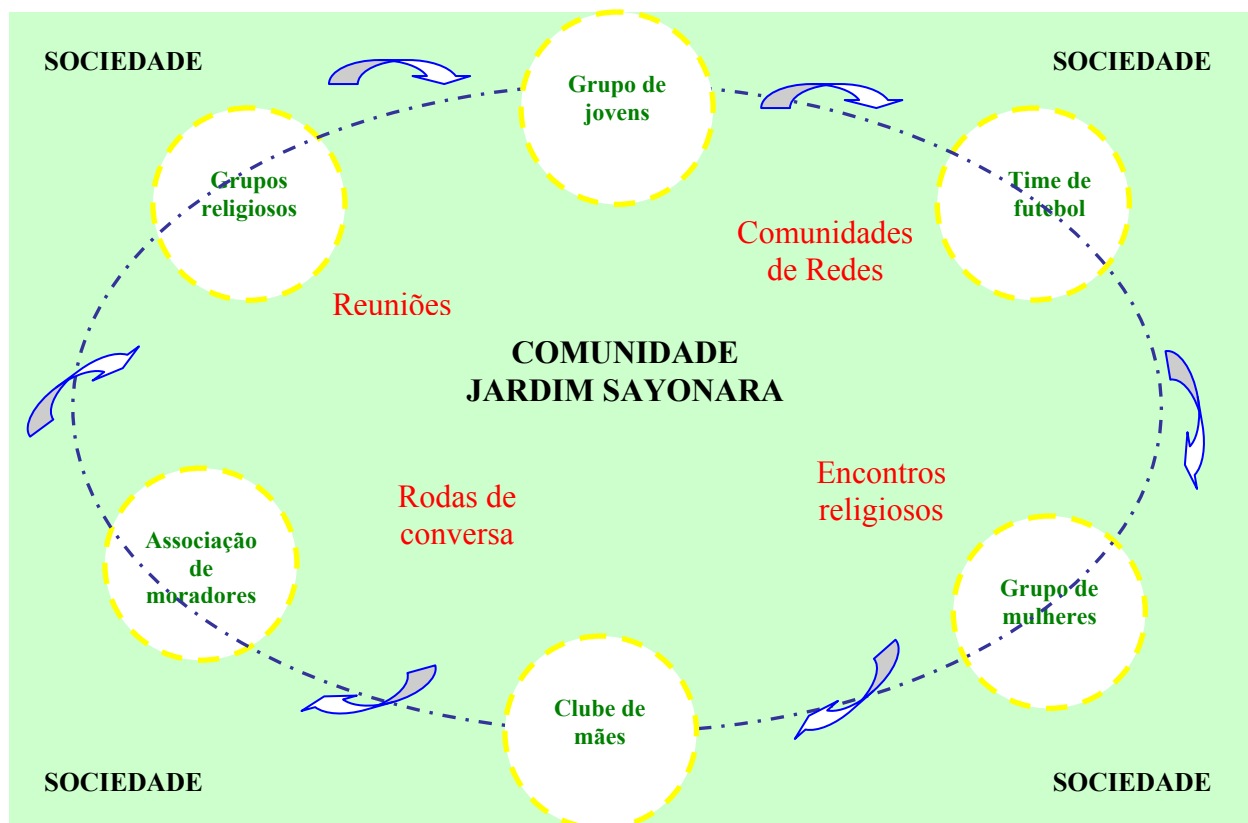 SOCIEDADE
SOCIEDADE
Grupo de
jovens
Grupos
religiosos
Time de
futebol
Comunidades
de Redes
Reuniões
COMUNIDADE
JARDIM SAYONARA
Rodas de
conversa
Encontros
religiosos
Associação
de
moradores
Grupo de
mulheres
Clube de
mães
SOCIEDADE
SOCIEDADE